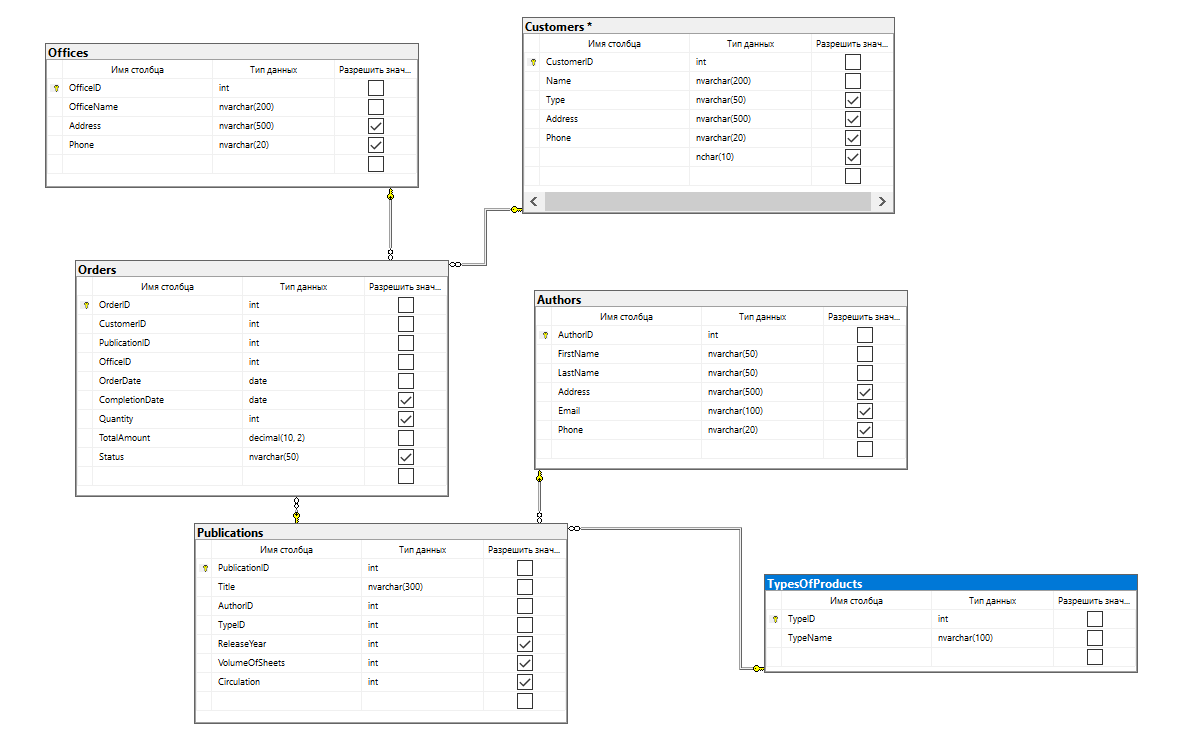 Offices
Имя столбца Тип данных Разрешить знач...
OfficeID int
OfficeName nvarchar(200)
Address nvarchar(500)
Phone nvarchar(20)
Customers *
Имя столбца Тип данных Разрешить знач...
CustomerID int
Name nvarchar(200)
Type nvarchar(50)
Address nvarchar(500)
Phone nvarchar(20)
nchar(10)
Orders
Имя столбца Тип данных Разрешить знач...
OrderID int
CustomerID int
PublicationID int
OfficeID int
OrderDate date
CompletionDate date
Quantity int
TotalAmount decimal(10, 2)
Status nvarchar(50)
Authors
Имя столбца Тип данных Разрешить знач...
AuthorID int
FirstName nvarchar(50)
LastName nvarchar(50)
Address nvarchar(500)
Email nvarchar(100)
Phone nvarchar(20)
Publications
Имя столбца Тип данных Разрешить знач...
PublicationID int
Title nvarchar(300)
AuthorID int
TypeID int
ReleaseYear int
VolumeOfSheets int
Circulation int
TypesOfProducts
Имя столбца Тип данных Разрешить знач...
TypeID int
TypeName nvarchar(100)